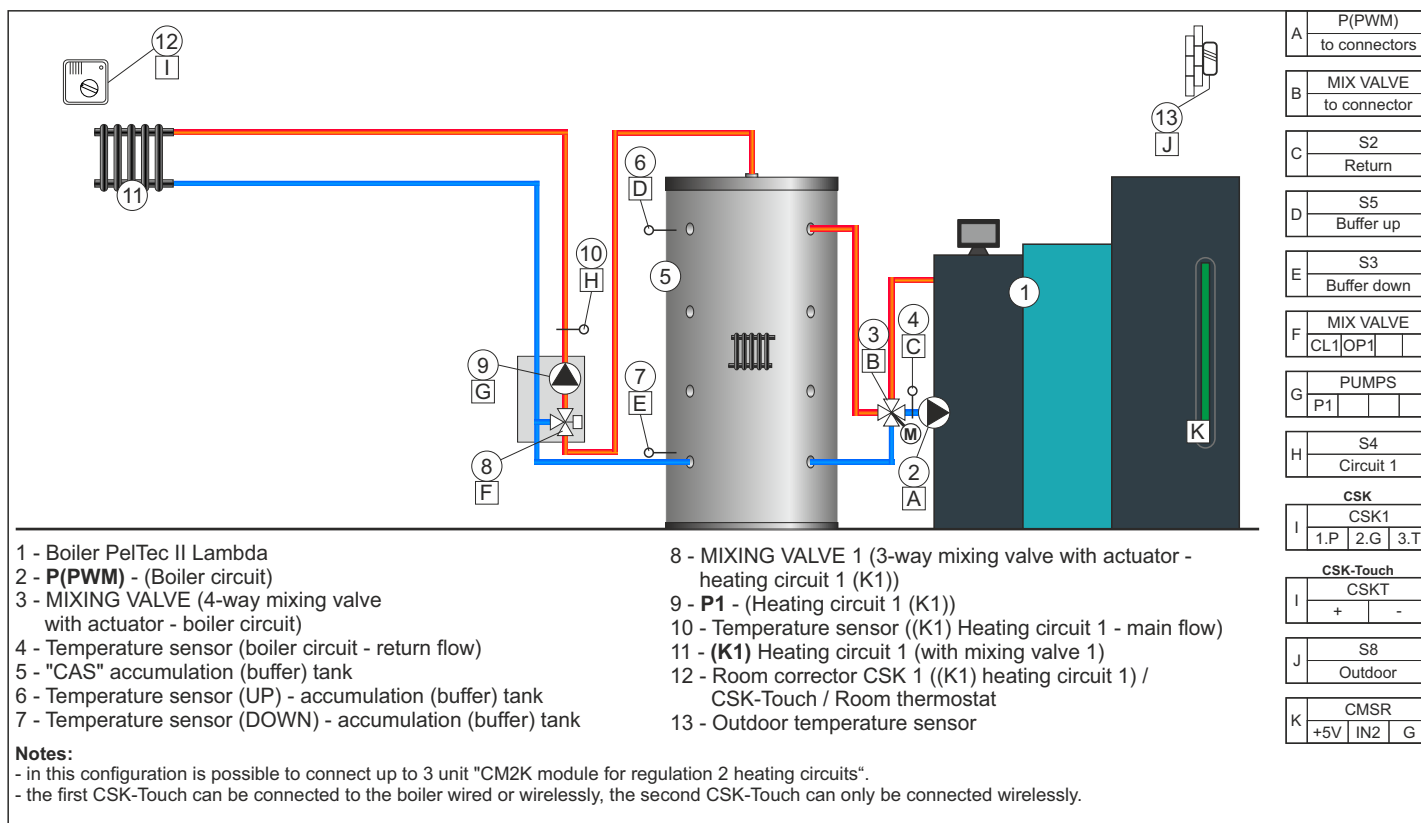 12
I
11
6
D
10
H
5
9
G
7
E
8
F
3
B
4
C
M
2
A
1
13
J
K
A
P(PWM)
to connectors
B
MIX VALVE
to connector
C
S2
Return
D
S5
Buffer up
E
S3
Buffer down
F
MIX VALVE
CL1 OP1
G
PUMPS
P1
H
S4
Circuit 1
CSK
I
CSK1
1.P 2.G 3.T
CSK-Touch
I
CSKT
+ -
J
S8
Outdoor
K
CMSR
+5V IN2 G
1 - Boiler PelTec II Lambda
2 - P(PWM) - (Boiler circuit)
3 - MIXING VALVE (4-way mixing valve
with actuator - boiler circuit)
4 - Temperature sensor (boiler circuit - return flow)
5 - "CAS" accumulation (buffer) tank
6 - Temperature sensor (UP) - accumulation (buffer) tank
7 - Temperature sensor (DOWN) - accumulation (buffer) tank
8 - MIXING VALVE 1 (3-way mixing valve with actuator -
heating circuit 1 (K1))
9 - P1 - (Heating circuit 1 (K1))
10 - Temperature sensor ((K1) Heating circuit 1 - main flow)
11 - (K1) Heating circuit 1 (with mixing valve 1)
12 - Room corrector CSK 1 ((K1) heating circuit 1) /
CSK-Touch / Room thermostat
13 - Outdoor temperature sensor
Notes:
- in this configuration is possible to connect up to 3 unit "CM2K module for regulation 2 heating circuits“.
- the first CSK-Touch can be connected to the boiler wired or wirelessly, the second CSK-Touch can only be connected wirelessly.